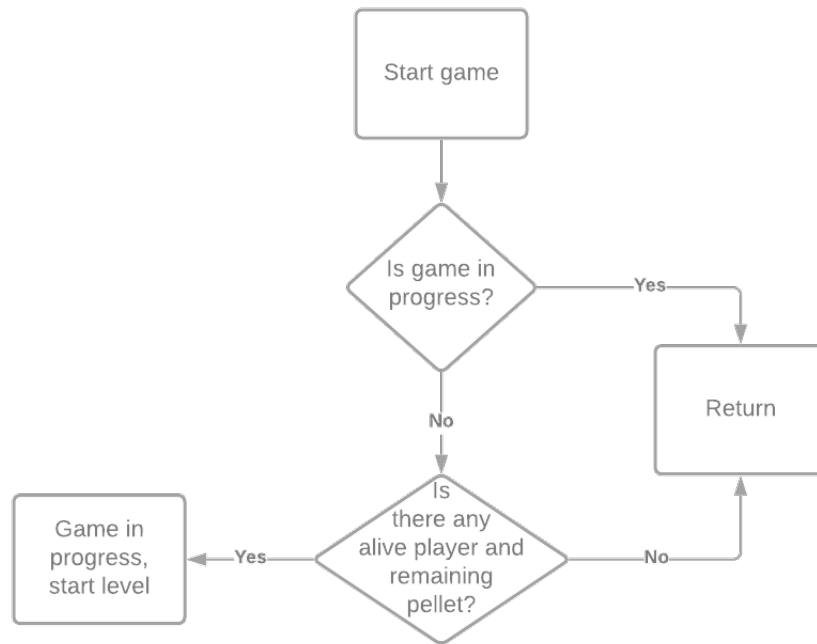 Start game
Is game in
progress?
Yes
Return
No
Is
there any
alive player and
remaining
pellet?
Yes
No
Game in
progress,
start level